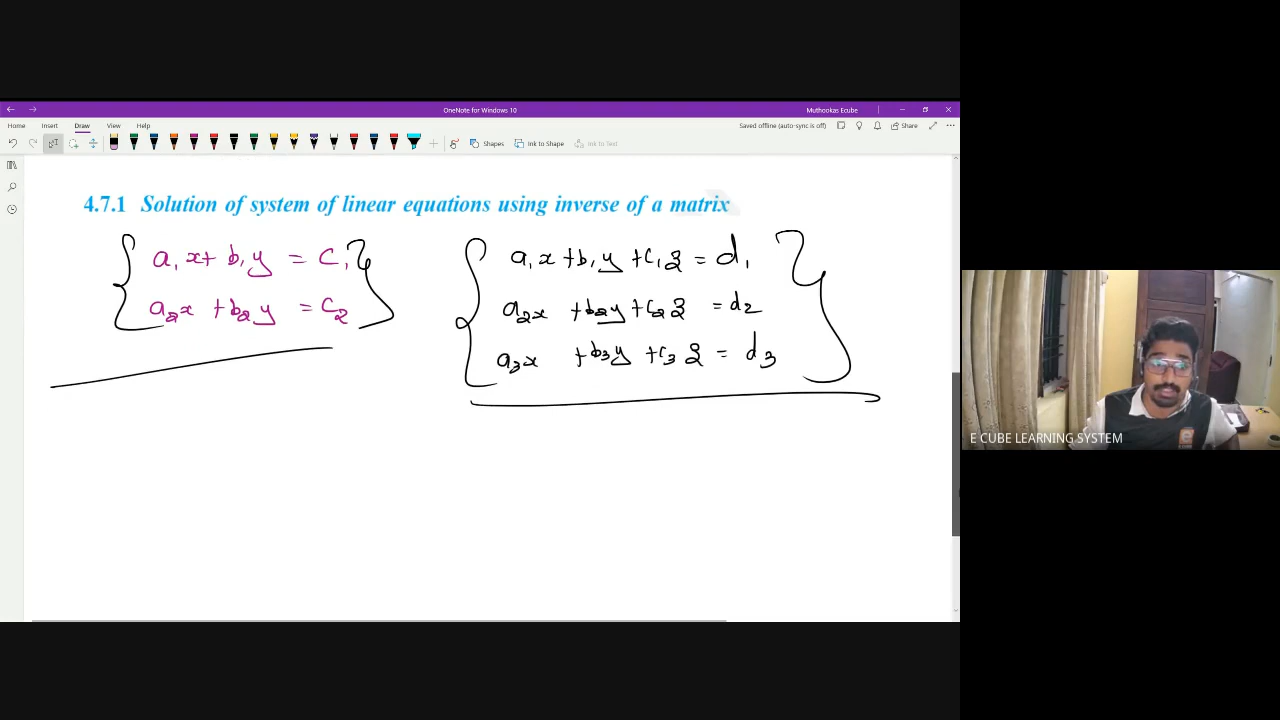 OneNote for Windows 10
Muthookas Ecube
Home Insert Draw View Help
Saved offline (auto-sync is off) Share
Shapes Ink to Shape Ink to Text
4.7.1 Solution of system of linear equations using inverse of a matrix
a₁x + b₁y = c₁
a₂x + b₂y = c₂
a₁x + b₁y + c₁z = d₁
a₂x + b₂y + c₂z = d₂
a₃x + b₃y + c₃z = d₃
E CUBE LEARNING SYSTEM